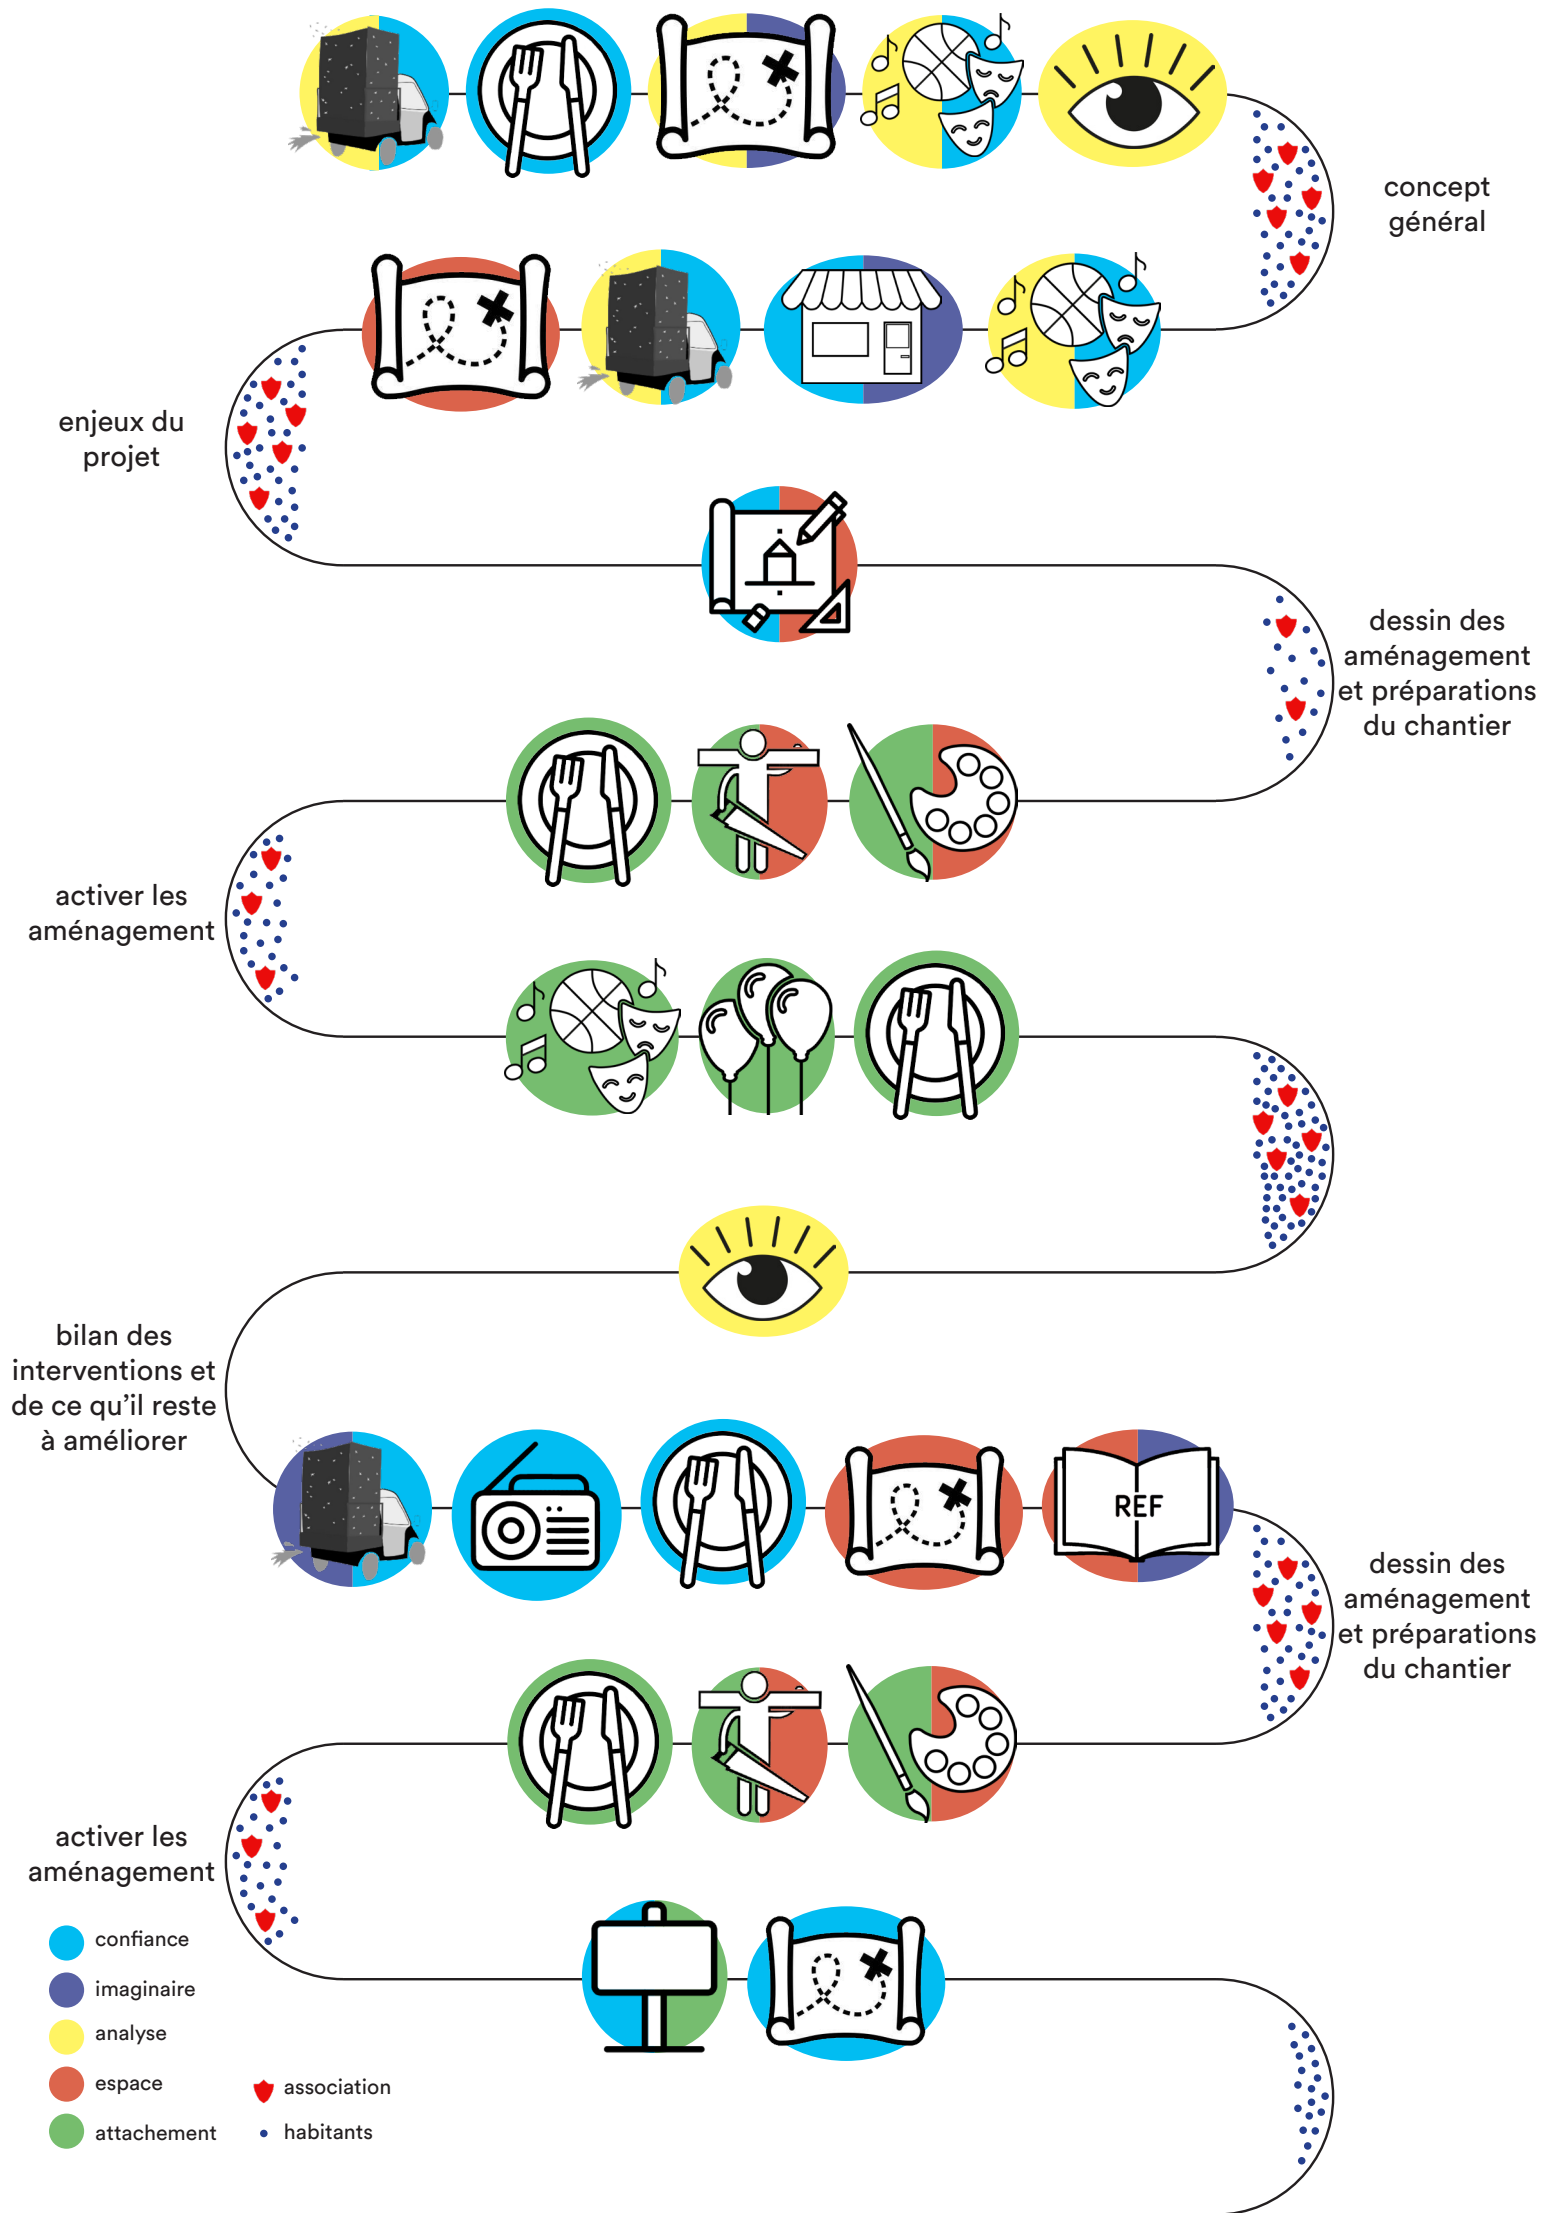 concept
général
enjeux du
projet
dessin des
aménagement
et préparations
du chantier
activer les
aménagement
bilan des
interventions et
de ce qu'il reste
à améliorer
REF
dessin des
aménagement
et préparations
du chantier
activer les
aménagement
confiance
imaginaire
analyse
espace
attachement
association
habitants